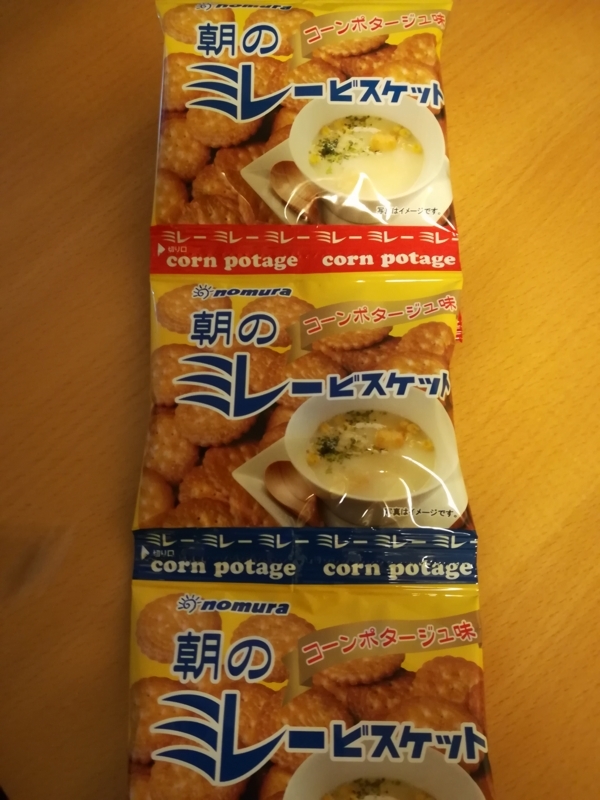 nomura
コーンポタージュ味
朝の
ミレービスケット
写真はイメージです。
ミレー ミレー ミレー ミレー ミレー ミレー
切り口
corn potage corn potage
nomura
コーンポタージュ味
朝の
ミレービスケット
写真はイメージです。
ミレー ミレー ミレー ミレー ミレー ミレー
切り口
corn potage corn potage
nomura
コーンポタージュ味
朝の
ミレービスケット